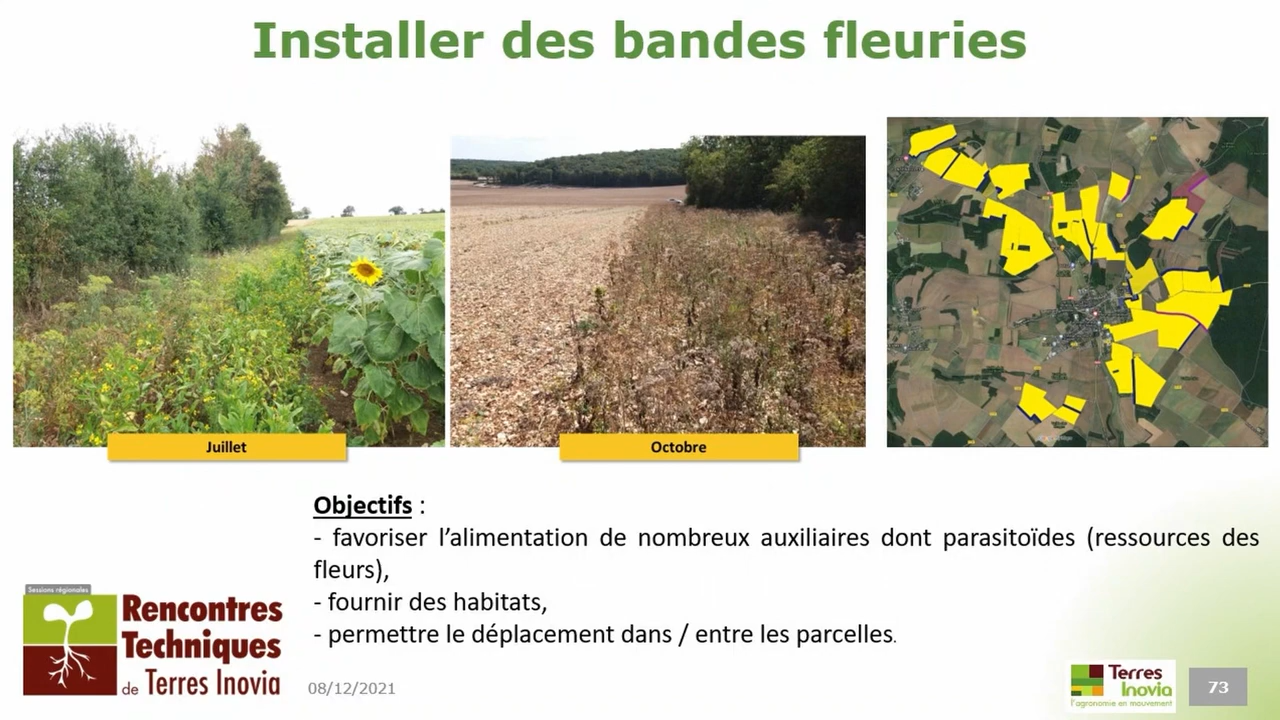 Installer des bandes fleuries
Juillet
Octobre
Objectifs :
- favoriser l’alimentation de nombreux auxiliaires dont parasitoïdes (ressources des
fleurs),
- fournir des habitats,
- permettre le déplacement dans / entre les parcelles.
Sessions régionales
Rencontres
Techniques
de Terres Inovia
08/12/2021
Terres
Inovia
l'agronomie en mouvement
73